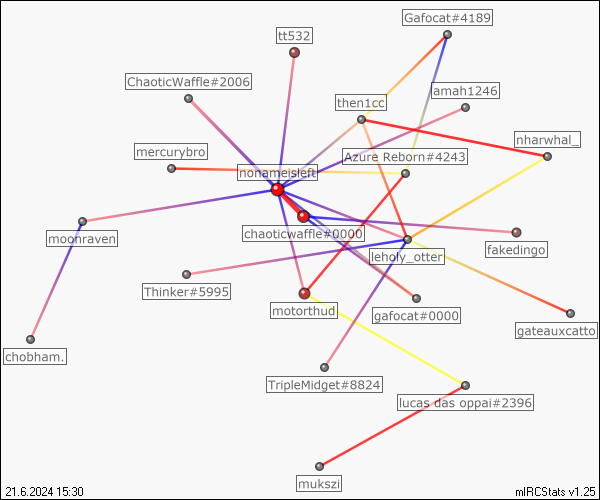 Gafocat#4189
tt532
ChaoticWaffle#2006
amah1246
then1cc
nharwhal_
mercurybro
Azure Reborn#4243
nonameisleft
chaoticwaffle#0000
moonraven
fakedingo
leholy_otter
Thinker#5995
motorthud
gafocat#0000
gateauxcatto
chobham.
TripleMidget#8824
lucas das oppai#2396
mukszi
21.6.2024 15:30
mIRCStats v1.25